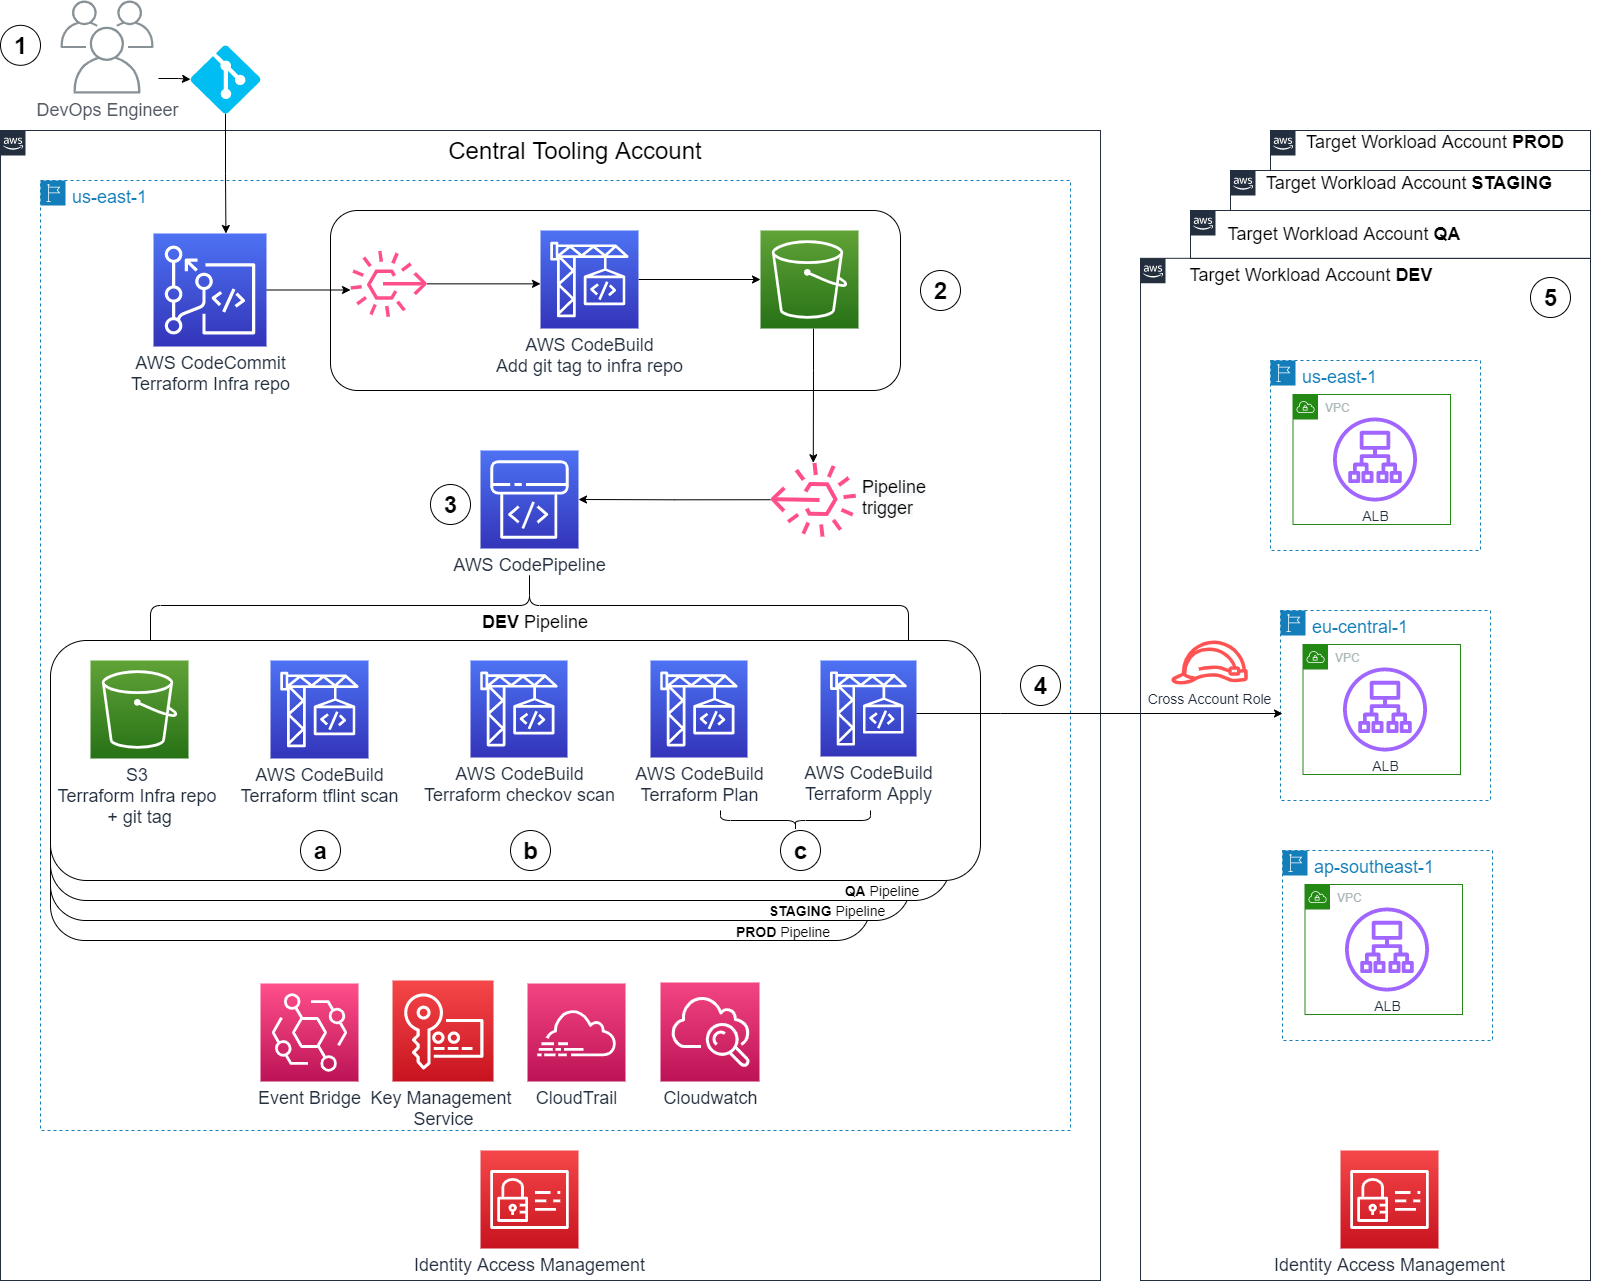 1
DevOps Engineer
aws
Central Tooling Account
us-east-1
AWS CodeCommit
Terraform Infra repo
AWS CodeBuild
Add git tag to infra repo
2
Pipeline
trigger
3
AWS CodePipeline
DEV Pipeline
S3
Terraform Infra repo
+ git tag
AWS CodeBuild
Terraform tflint scan
AWS CodeBuild
Terraform checkov scan
AWS CodeBuild
Terraform Plan
AWS CodeBuild
Terraform Apply
a
b
c
QA Pipeline
STAGING Pipeline
PROD Pipeline
4
Event Bridge
Key Management
Service
CloudTrail
Cloudwatch
Identity Access Management
aws
Target Workload Account PROD
aws
Target Workload Account STAGING
aws
Target Workload Account QA
aws
Target Workload Account DEV
5
us-east-1
VPC
ALB
Cross Account Role
eu-central-1
VPC
ALB
ap-southeast-1
VPC
ALB
Identity Access Management